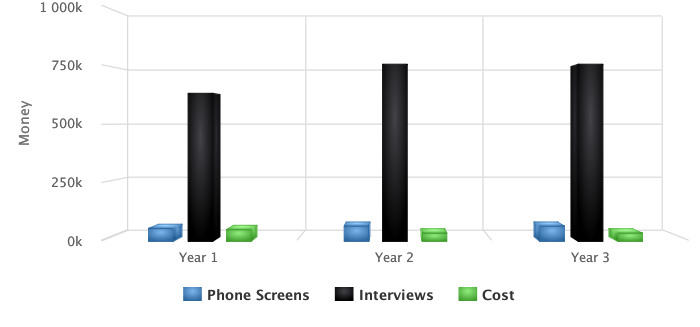 1 000k
750k
Money
500k
250k
0k
Year 1 Year 2 Year 3
Phone Screens Interviews Cost